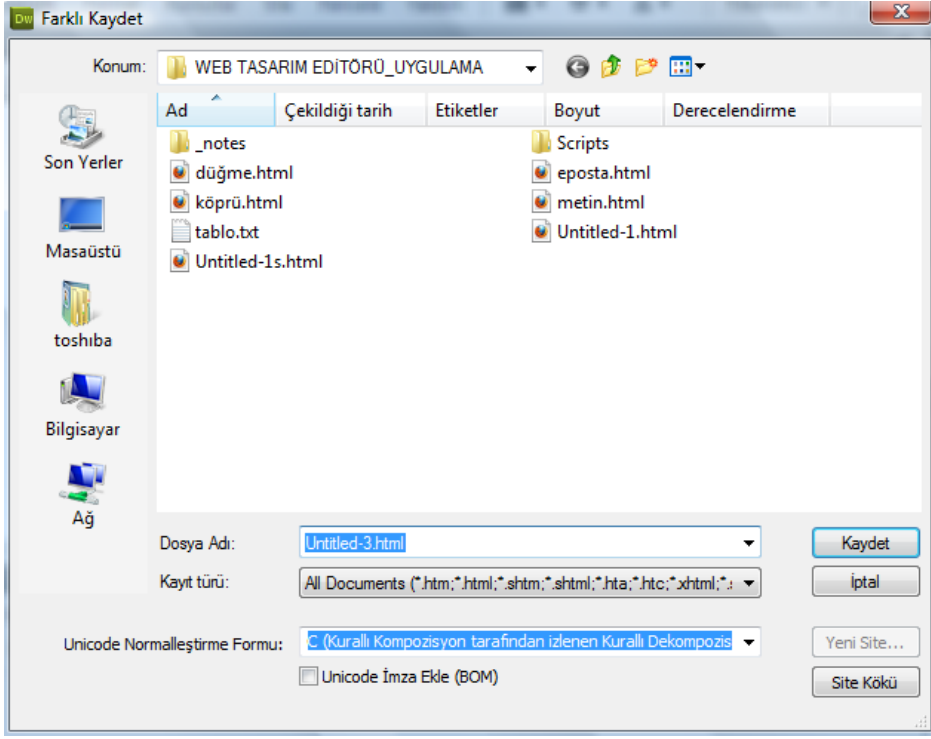 Dw Farklı Kaydet
Konum: WEB TASARIM EDİTÖRÜ_UYGULAMA
Ad Çekildiği tarih Etiketler Boyut Derecelendirme
_notes Scripts
düğme.html eposta.html
köprü.html metin.html
tablo.txt Untitled-1.html
Untitled-1s.html
Son Yerler
Masaüstü
toshıba
Bilgisayar
Ağ
Dosya Adı: Untitled-3.html Kaydet
Kayıt türü: All Documents (*.htm;*.html;*.shtm;*.shtml;*.hta;*.htc;*.xhtml;*.s İptal
Unicode Normalleştirme Formu: C (Kurallı Kompozisyon tarafından izlenen Kurallı Dekompozis Yeni Site...
Unicode İmza Ekle (BOM) Site Kökü